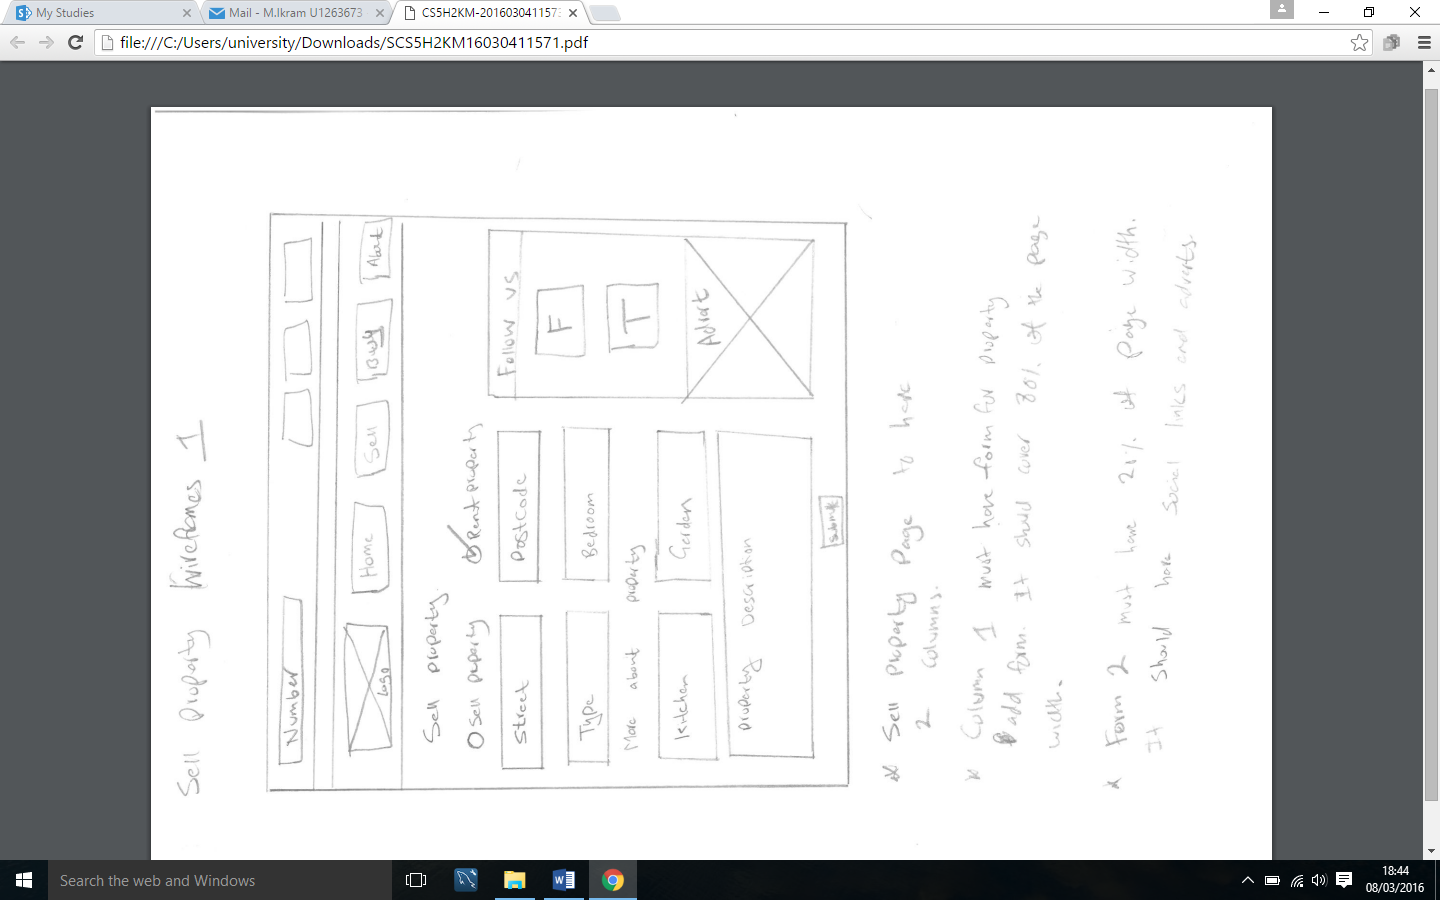 My Studies
Mail - M.Ikram U1263673
CS5H2KM-2016030411573
file:///C:/Users/university/Downloads/SCS5H2KM16030411571.pdf
Sell Property Wireframes 1
Number
Logo
Home
Sell
Buy
About
Sell property.
Sell property
Rent property
Street
PostCode
Type
Bedroom
More about property
Kitchen
Garden
property Description
Submit
Follow us
F
T
Advert
* Sell property page to have
2 columns.
* Column 1 must have form for property
add form. It should cover 80% of the page
width.
* Form 2 must have 20% of page width.
It should have social links and adverts.
Search the web and Windows
18:44
08/03/2016